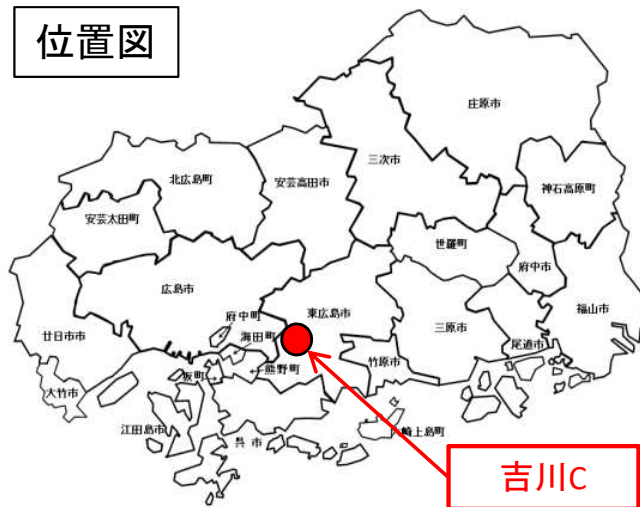 位置図
庄原市
三次市
北広島町
安芸高田市
神石高原町
安芸太田町
世羅町
府中市
広島市
東広島市
福山市
府中町
海田町
三原市
廿日市市
尾道市
竹原市
坂町
熊野町
大竹市
江田島市
呉市
崎上島町
吉川C